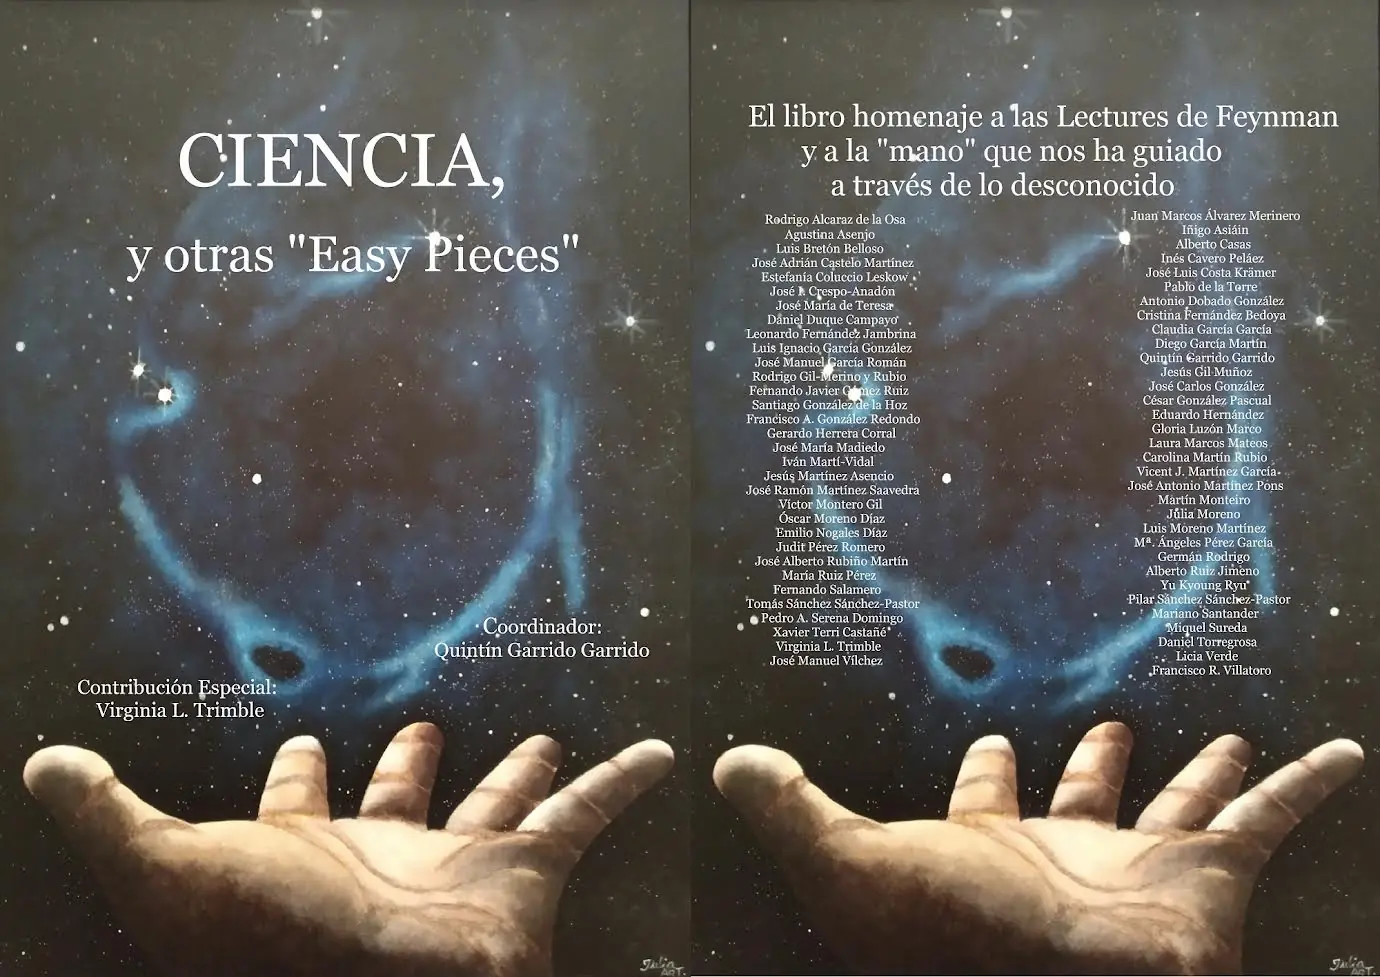 CIENCIA,
y otras "Easy Pieces"
Coordinador:
Quintín Garrido Garrido
Contribución Especial:
Virginia L. Trimble
Julia
ART.
El libro homenaje a las Lectures de Feynman
y a la "mano" que nos ha guiado
a través de lo desconocido
Rodrigo Alcaraz de la Osa
Agustina Asenjo
Luis Bretón Belloso
José Adrián Castelo Martínez
Estefanía Coluccio Leskow
José I. Crespo-Anadón
José María de Teresa
Daniel Duque Campayo
Leonardo Fernández Jambrina
Luis Ignacio García González
José Manuel García Román
Rodrigo Gil-Merino y Rubio
Fernando Javier Gómez Ruiz
Santiago González de la Hoz
Francisco A. González Redondo
Gerardo Herrera Corral
José María Madiedo
Iván Martí-Vidal
Jesús Martínez Asencio
José Ramón Martínez Saavedra
Víctor Montero Gil
Óscar Moreno Díaz
Emilio Nogales Díaz
Judit Pérez Romero
José Alberto Rubiño Martín
María Ruiz Pérez
Fernando Salamero
Tomás Sánchez Sánchez-Pastor
Pedro A. Serena Domingo
Xavier Terri Castañé
Virginia L. Trimble
José Manuel Vílchez
Juan Marcos Álvarez Merinero
Iñigo Asiáin
Alberto Casas
Inés Cavero Peláez
José Luis Costa Krämer
Pablo de la Torre
Antonio Dobado González
Cristina Fernández Bedoya
Claudia García García
Diego García Martín
Quintín Garrido Garrido
Jesús Gil Muñoz
José Carlos González
César González Pascual
Eduardo Hernández
Gloria Luzón Marco
Laura Marcos Mateos
Carolina Martín Rubio
Vicent J. Martínez García
José Antonio Martínez Pons
Martín Monteiro
Júlia Moreno
Luis Moreno Martínez
Mª. Ángeles Pérez García
Germán Rodrigo
Alberto Ruiz Jimeno
Yu Kyoung Ryu
Pilar Sánchez Sánchez-Pastor
Mariano Santander
Miquel Sureda
Daniel Torregrosa
Licia Verde
Francisco R. Villatoro
Julia
ART.